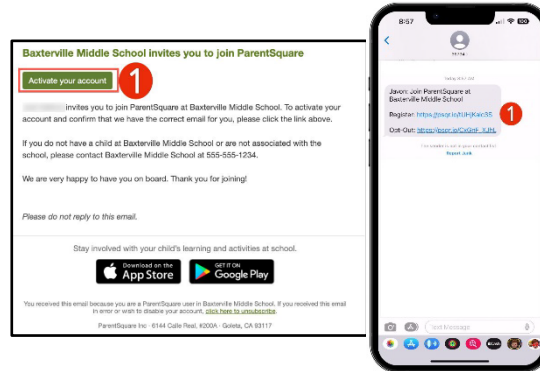 Baxterville Middle School invites you to join ParentSquare
Activate your account
1
invites you to join ParentSquare at Baxterville Middle School. To activate your
account and confirm that we have the correct email for you, please click the link above.
If you do not have a child at Baxterville Middle School or are not associated with the
school, please contact Baxterville Middle School at 555-555-1234.
We are very happy to have you on board. Thank you for joining!
Please do not reply to this email.
Stay involved with your child's learning and activities at school.
Download on the
App Store
GET IT ON
Google Play
You received this email because you are a ParentSquare user in Baxterville Middle School. If you received this email
in error or wish to disable your account, click here to unsubscribe.
ParentSquare Inc · 6144 Calle Real, #200A · Goleta, CA 93117
8:57
Javon: Join ParentSquare at
Baxterville Middle School
Register:
1
Opt-Out:
Report Junk
Text Message